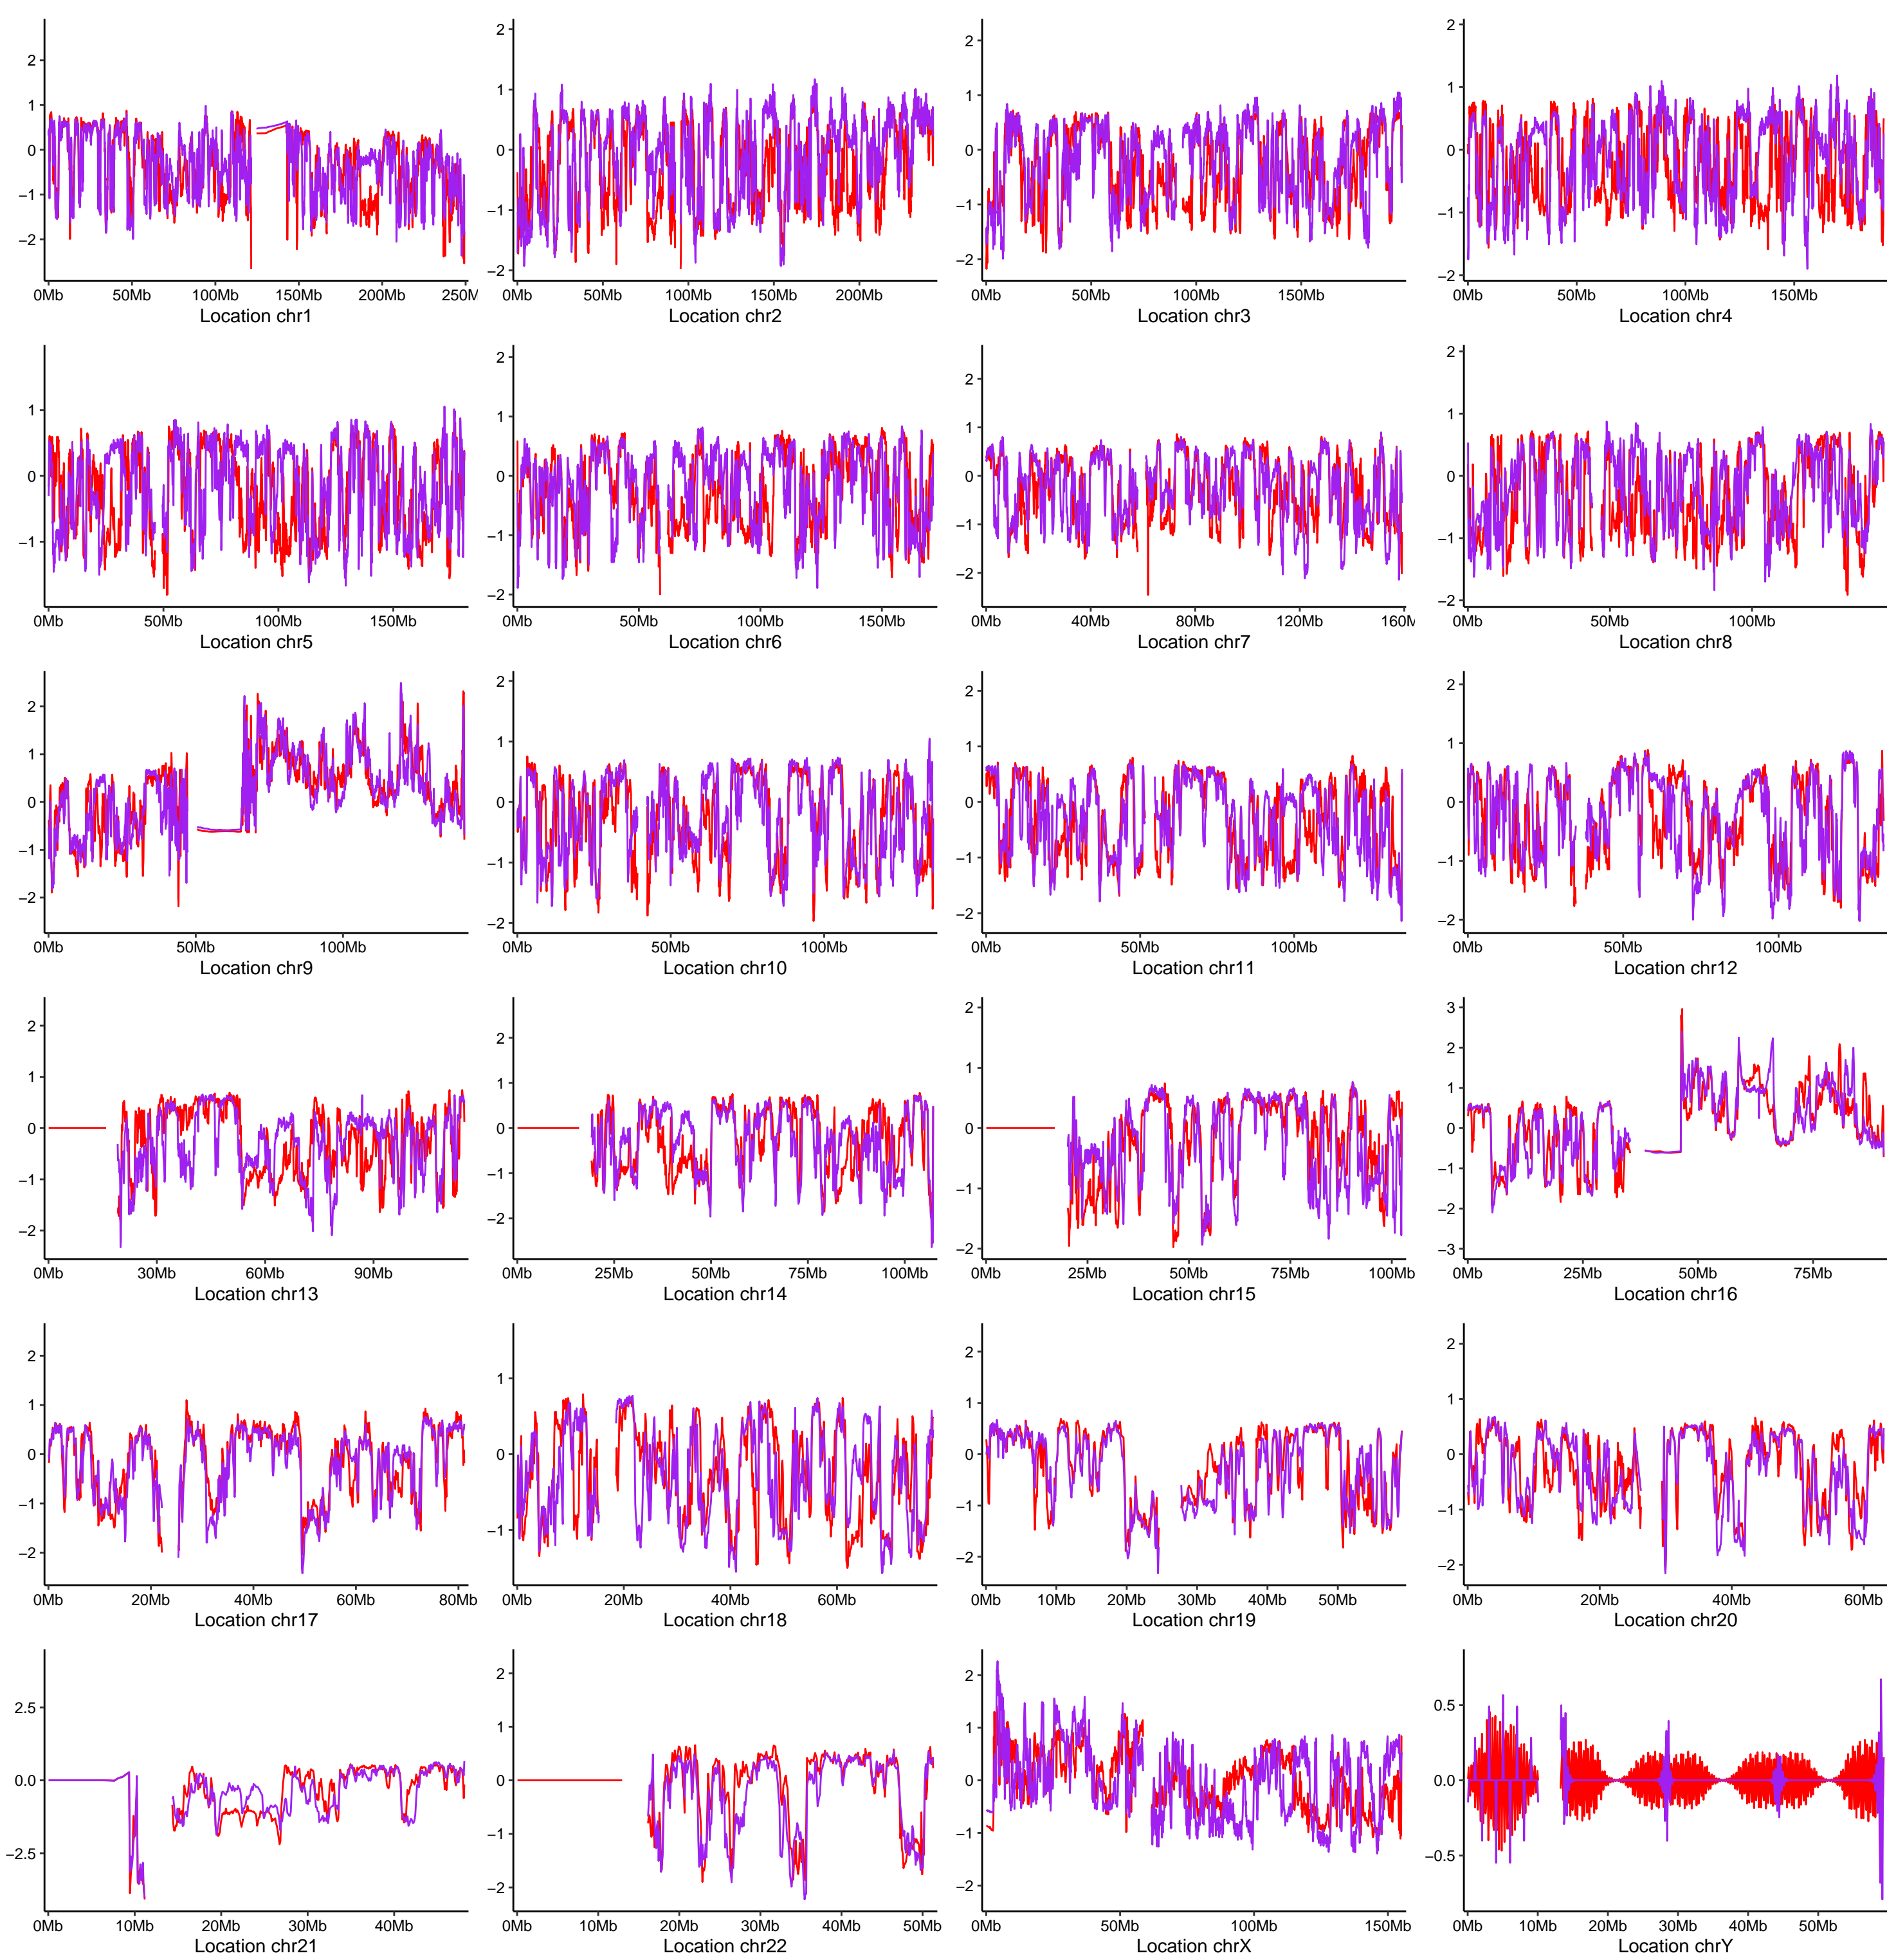 2
1
0
−1
−2
0Mb 50Mb 100Mb 150Mb 200Mb 250M
Location chr1
2
1
0
−1
−2
0Mb 50Mb 100Mb 150Mb 200Mb
Location chr2
2
1
0
−1
−2
0Mb 50Mb 100Mb 150Mb
Location chr3
2
1
0
−1
−2
0Mb 50Mb 100Mb 150Mb
Location chr4
1
0
−1
0Mb 50Mb 100Mb 150Mb
Location chr5
2
1
0
−1
−2
0Mb 50Mb 100Mb 150Mb
Location chr6
2
1
0
−1
−2
0Mb 40Mb 80Mb 120Mb 160M
Location chr7
2
1
0
−1
−2
0Mb 50Mb 100Mb
Location chr8
2
1
0
−1
−2
0Mb 50Mb 100Mb
Location chr9
2
1
0
−1
−2
0Mb 50Mb 100Mb
Location chr10
2
1
0
−1
−2
0Mb 50Mb 100Mb
Location chr11
2
1
0
−1
−2
0Mb 50Mb 100Mb
Location chr12
2
1
0
−1
−2
0Mb 30Mb 60Mb 90Mb
Location chr13
2
1
0
−1
−2
0Mb 25Mb 50Mb 75Mb 100Mb
Location chr14
2
1
0
−1
−2
0Mb 25Mb 50Mb 75Mb 100Mb
Location chr15
3
2
1
0
−1
−2
−3
0Mb 25Mb 50Mb 75Mb
Location chr16
2
1
0
−1
−2
0Mb 20Mb 40Mb 60Mb 80Mb
Location chr17
1
0
−1
0Mb 20Mb 40Mb 60Mb
Location chr18
2
1
0
−1
−2
0Mb 10Mb 20Mb 30Mb 40Mb 50Mb
Location chr19
2
1
0
−1
−2
0Mb 20Mb 40Mb 60Mb
Location chr20
2.5
0.0
−2.5
0Mb 10Mb 20Mb 30Mb 40Mb
Location chr21
2
1
0
−1
−2
0Mb 10Mb 20Mb 30Mb 40Mb 50Mb
Location chr22
2
1
0
−1
−2
0Mb 50Mb 100Mb 150Mb
Location chrX
0.5
0.0
−0.5
0Mb 10Mb 20Mb 30Mb 40Mb 50Mb
Location chrY